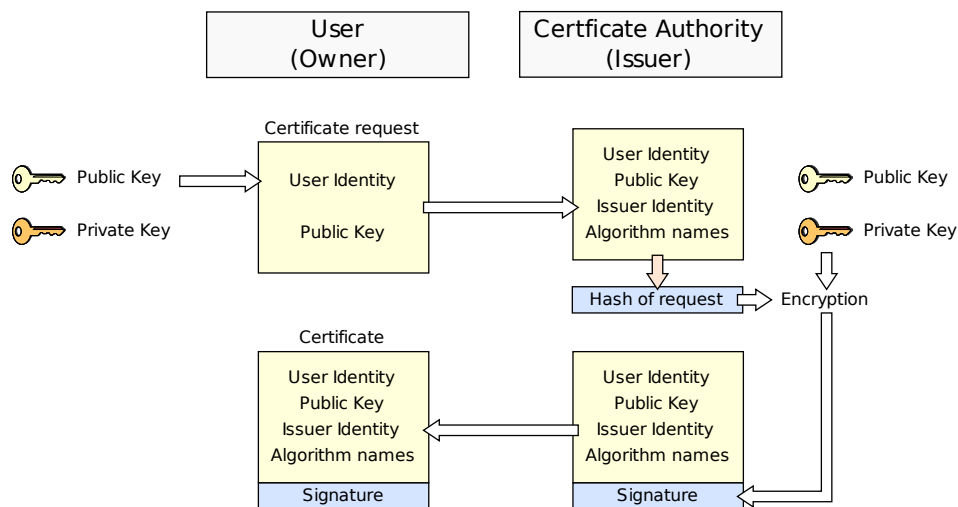 User
(Owner)
Certficate Authority
(Issuer)
Certificate request
Public Key
Private Key
User Identity
Public Key
User Identity
Public Key
Issuer Identity
Algorithm names
Public Key
Private Key
Hash of request
Encryption
Certificate
User Identity
Public Key
Issuer Identity
Algorithm names
Signature
User Identity
Public Key
Issuer Identity
Algorithm names
Signature